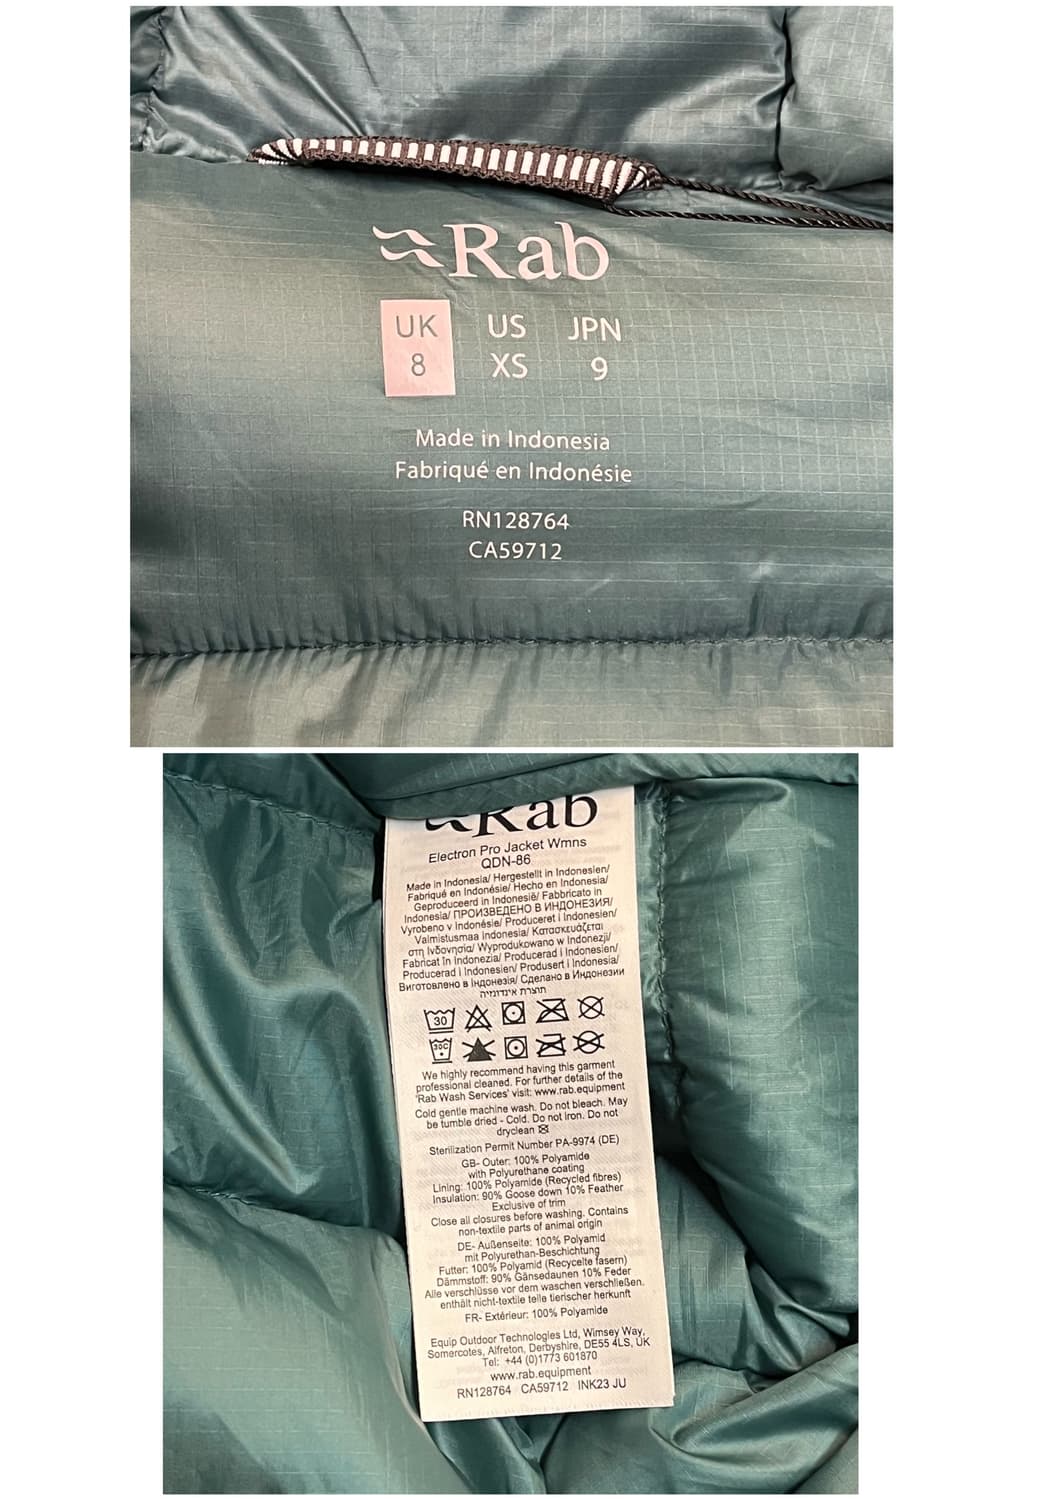 Rab
UK US JPN
8 XS 9
Made in Indonesia
Fabriqué en Indonésie
RN128764
CA59712
Rab
Electron Pro Jacket Wmns
QDN-86
Made in Indonesia/ Hergestellt in Indonesien/
Fabriqué en Indonésie/ Hecho en Indonesia/
Geproduceerd in Indonesië/ Fabbricato in
Indonesia/ ПРОИЗВЕДЕНО В ИНДОНЕЗИЯ/
Vyrobeno v Indonésie/ Produceret i Indonesien/
Valmistusmaa Indonesia/ Κατασκευάζεται
στη Ινδονησία/ Wyprodukowano w Indonezji/
Fabricat în Indonezia/ Producerad i Indonesien/
Producerad i Indonesien/ Produsert i Indonesia/
Виготовлено в Індонезія/ Сделано в Индонезии
תוצרת אינדונזיה
30
30C
We highly recommend having this garment
professional cleaned. For further details of the
'Rab Wash Services' visit: www.rab.equipment
Cold gentle machine wash. Do not bleach. May
be tumble dried - Cold. Do not iron. Do not
dryclean
Sterilization Permit Number PA-9974 (DE)
GB- Outer: 100% Polyamide
with Polyurethane coating
Lining: 100% Polyamide (Recycled fibres)
Insulation: 90% Goose down 10% Feather
Exclusive of trim
Close all closures before washing. Contains
non-textile parts of animal origin
DE- Außenseite: 100% Polyamid
mit Polyurethan-Beschichtung
Futter: 100% Polyamid (Recycelte fasern)
Dämmstoff: 90% Gänsedaunen 10% Feder
Alle verschlüsse vor dem waschen verschließen.
enthält nicht-textile teile tierischer herkunft
FR- Extérieur: 100% Polyamide
Equip Outdoor Technologies Ltd, Wimsey Way,
Somercotes, Alfreton, Derbyshire, DE55 4LS, UK
Tel: +44 (0)1773 601870
www.rab.equipment
RN128764 CA59712 INK23 JU